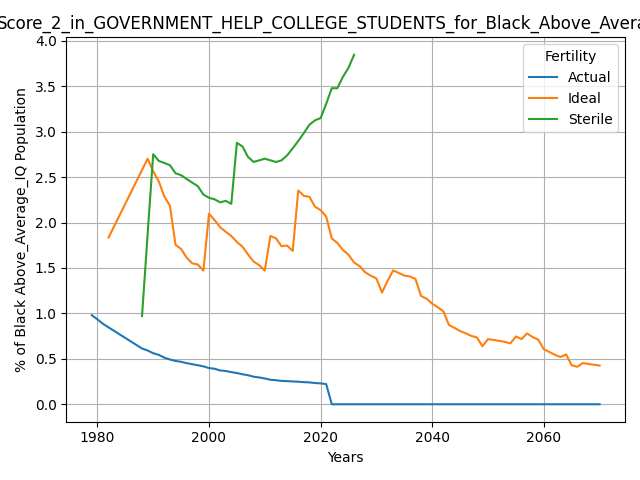 Score_2_in_GOVERNMENT_HELP_COLLEGE_STUDENTS_for_Black_Above_Avera
4.0
3.5
3.0
2.5
2.0
1.5
1.0
0.5
0.0
% of Black Above_Average_IQ Population
Fertility
Actual
Ideal
Sterile
1980
2000
2020
2040
2060
Years